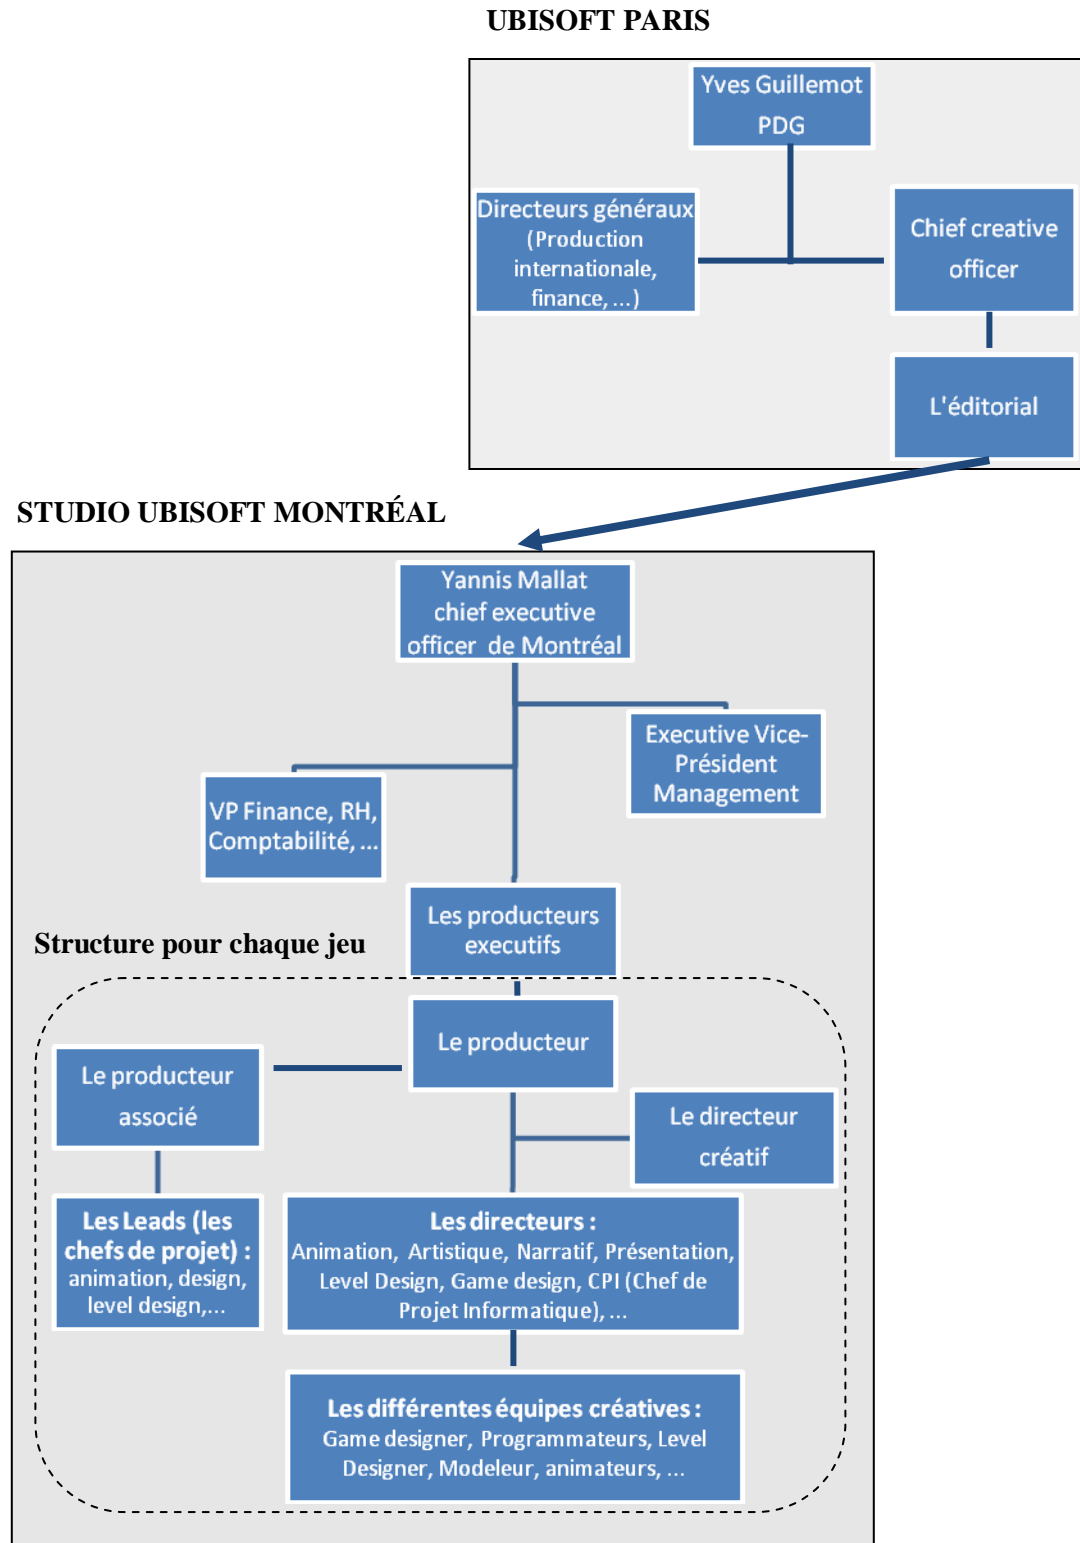 UBISOFT PARIS
Yves Guillemot
PDG
Directeurs généraux
(Production
internationale,
finance, ...)
Chief creative
officer
L'éditorial
STUDIO UBISOFT MONTRÉAL
Yannis Mallat
chief executive
officer de Montréal
Executive Vice-
Président
Management
VP Finance, RH,
Comptabilité, ...
Les producteurs
executifs
Structure pour chaque jeu
Le producteur
Le producteur
associé
Le directeur
créatif
Les Leads (les
chefs de projet) :
animation, design,
level design,...
Les directeurs :
Animation, Artistique, Narratif, Présentation,
Level Design, Game design, CPI (Chef de
Projet Informatique), ...
Les différentes équipes créatives :
Game designer, Programmateurs, Level
Designer, Modeleur, animateurs, ...